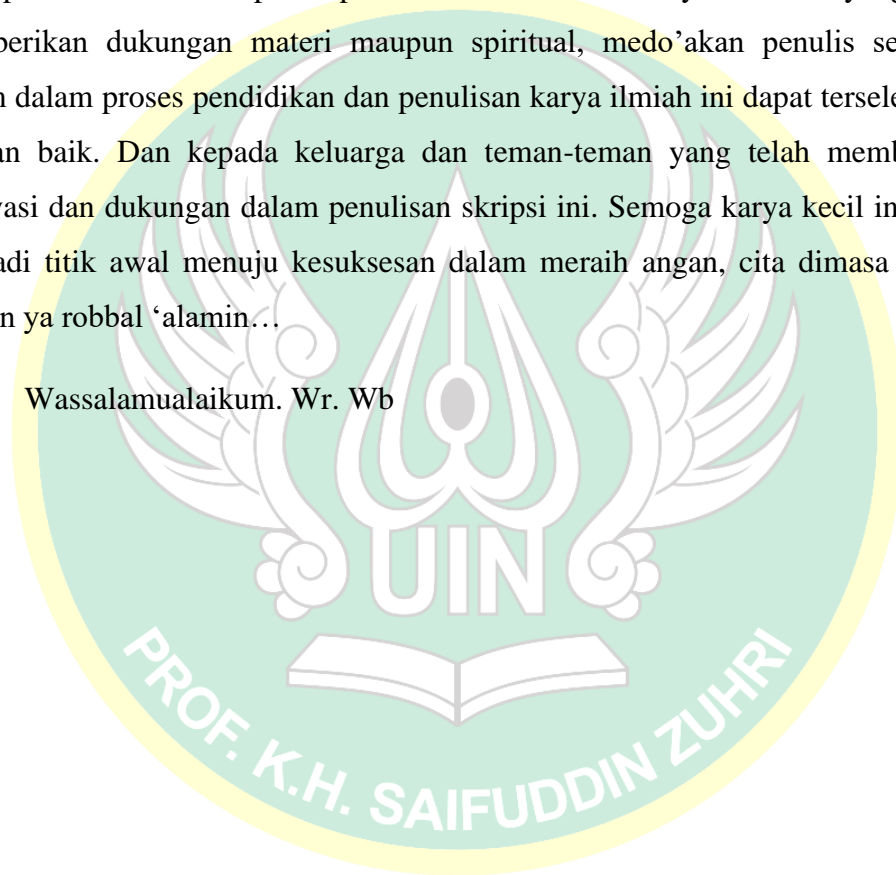 berikan dukungan materi maupun spiritual, medo’akan penulis se
dalam proses pendidikan dan penulisan karya ilmiah ini dapat tersele
an baik. Dan kepada keluarga dan teman-teman yang telah memb
vasi dan dukungan dalam penulisan skripsi ini. Semoga karya kecil in
adi titik awal menuju kesuksesan dalam meraih angan, cita dimasa
n ya robbal ‘alamin…
Wassalamualaikum. Wr. Wb
UIN
PROF. K.H. SAIFUDDIN ZUHRI